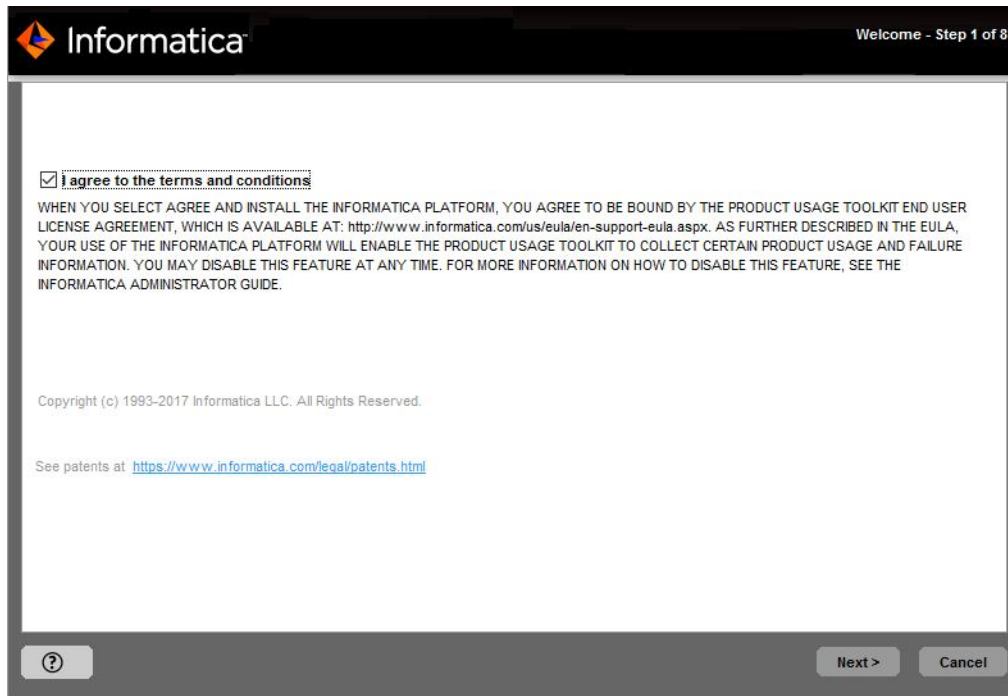 Informatica
Welcome - Step 1 of 8
I agree to the terms and conditions
WHEN YOU SELECT AGREE AND INSTALL THE INFORMATICA PLATFORM, YOU AGREE TO BE BOUND BY THE PRODUCT USAGE TOOLKIT END USER
LICENSE AGREEMENT, WHICH IS AVAILABLE AT: http://www.informatica.com/us/eula/en-support-eula.aspx. AS FURTHER DESCRIBED IN THE EULA,
YOUR USE OF THE INFORMATICA PLATFORM WILL ENABLE THE PRODUCT USAGE TOOLKIT TO COLLECT CERTAIN PRODUCT USAGE AND FAILURE
INFORMATION. YOU MAY DISABLE THIS FEATURE AT ANY TIME. FOR MORE INFORMATION ON HOW TO DISABLE THIS FEATURE, SEE THE
INFORMATICA ADMINISTRATOR GUIDE.
Copyright (c) 1993-2017 Informatica LLC. All Rights Reserved.
See patents at https://www.informatica.com/legal/patents.html
?
Next >
Cancel